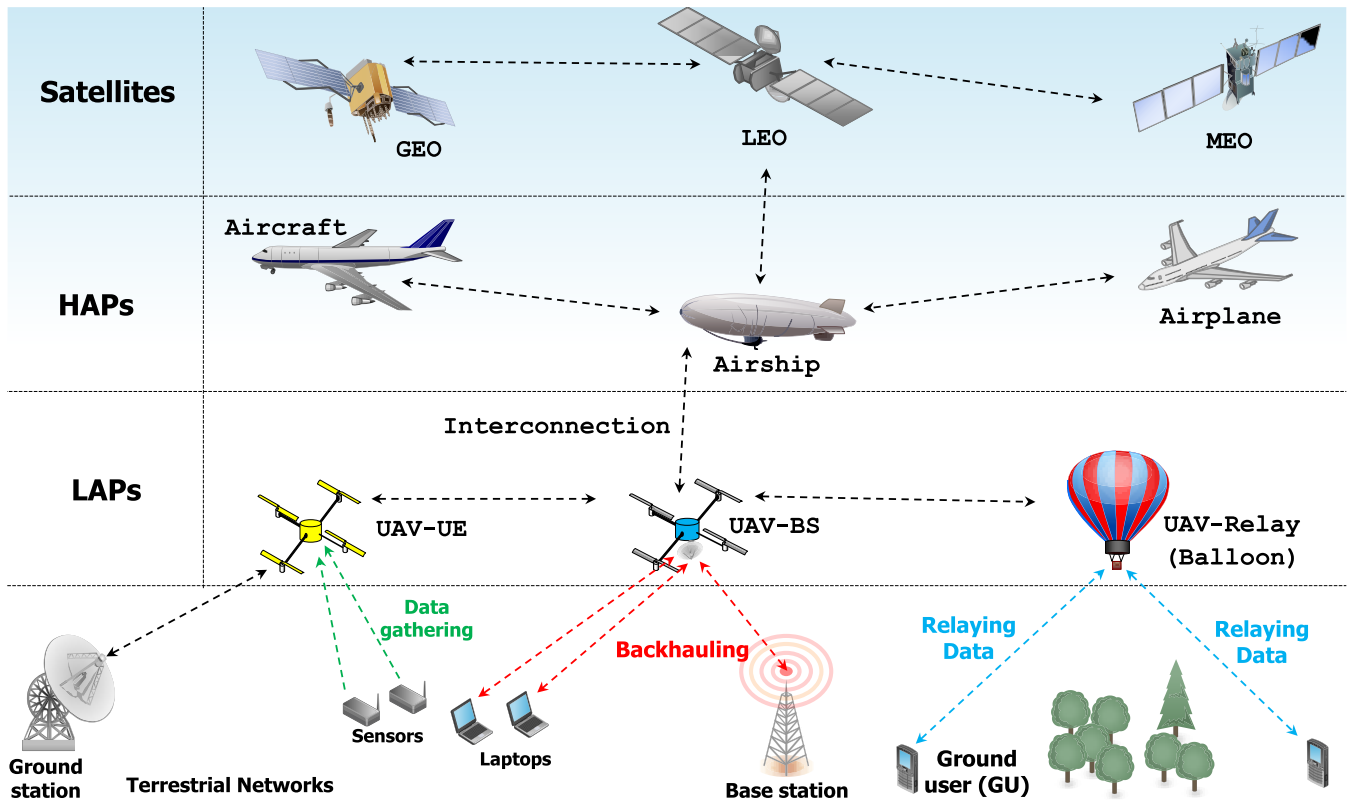 Satellites
GEO
LEO
MEO
HAPs
Aircraft
Airship
Airplane
LAPs
Interconnection
UAV-UE
UAV-BS
UAV-Relay
(Balloon)
Data
gathering
Backhauling
Relaying
Data
Relaying
Data
Ground
station
Terrestrial Networks
Sensors
Laptops
Base station
Ground
user (GU)